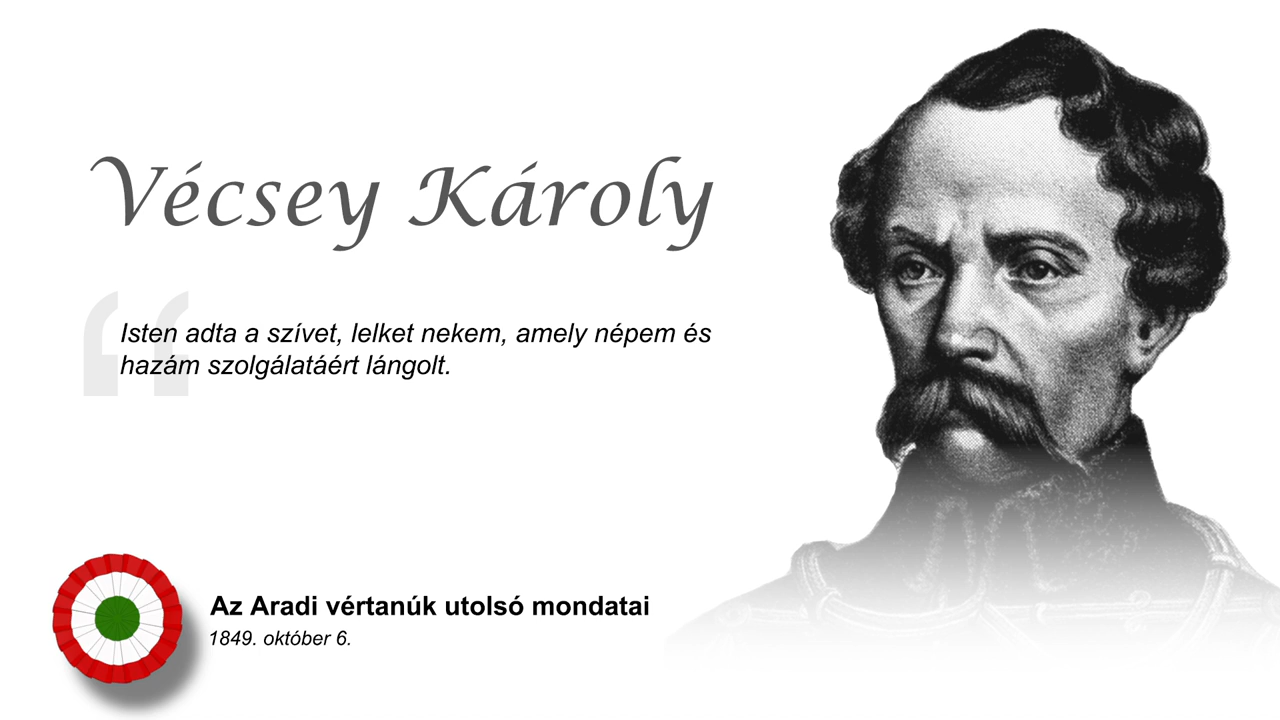 Vécsey Károly
Isten adta a szívet, lelket nekem, amely népem és
hazám szolgálatáért lángolt.
Az Aradi vértanúk utolsó mondatai
1849. október 6.